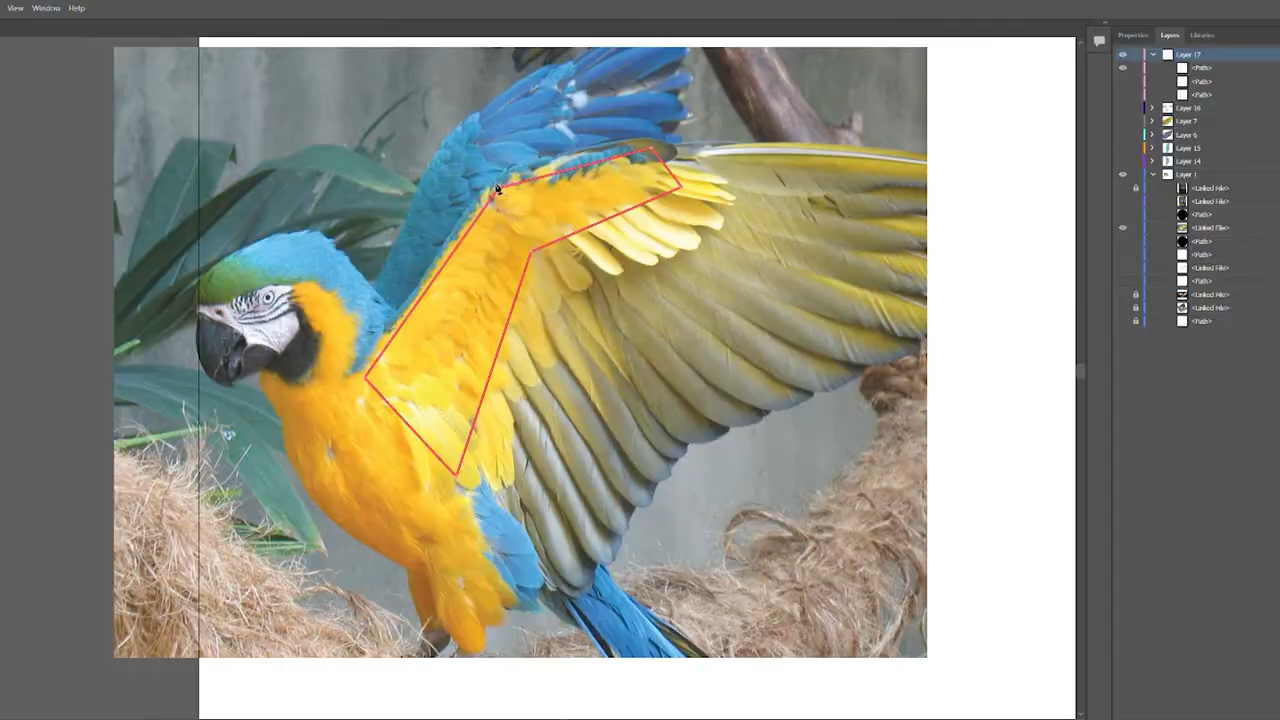 View Window Help
Properties Layers Libraries
Layer 17
<Path>
<Path>
<Path>
Layer 16
Layer 7
Layer 6
Layer 15
Layer 14
Layer 1
<Linked File>
<Linked File>
<Path>
<Linked File>
<Path>
<Path>
<Linked File>
<Path>
<Linked File>
<Linked File>
<Path>